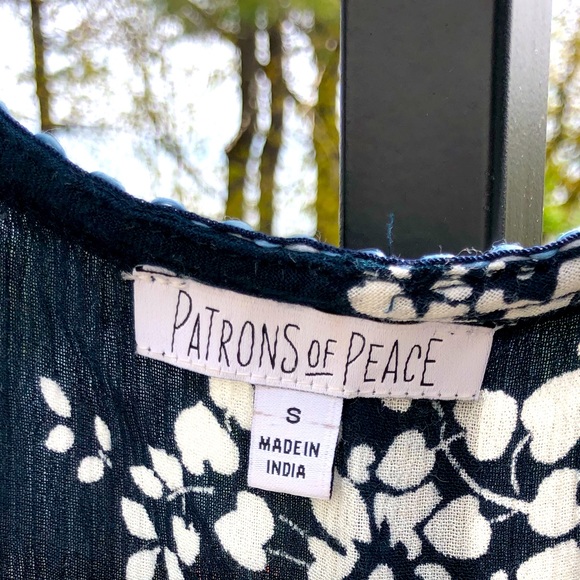 PATRONS OF PEACE
S
MADE IN
INDIA